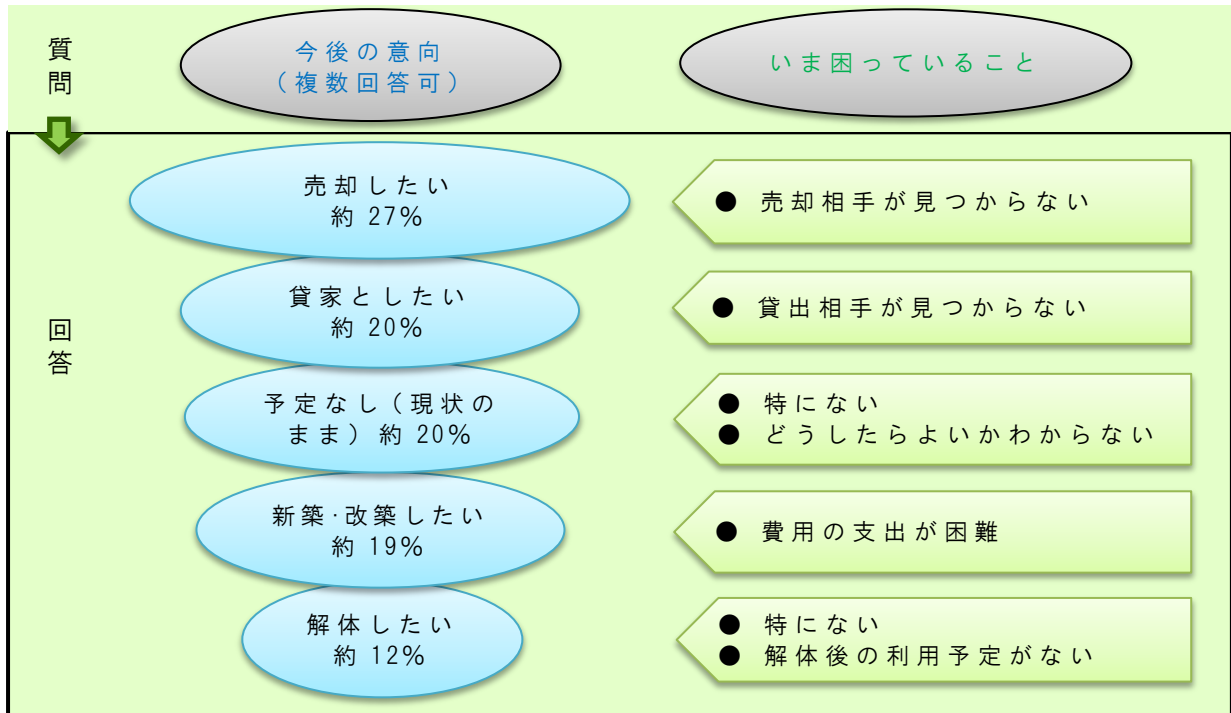 質問
今後の意向
（複数回答可）
いま困っていること
回答
売却したい
約 27%
● 売却相手が見つからない
貸家としたい
約 20%
● 貸出相手が見つからない
予定なし（現状の
まま）約 20%
● 特にない
● どうしたらよいかわからない
新築･改築したい
約 19%
● 費用の支出が困難
解体したい
約 12%
● 特にない
● 解体後の利用予定がない